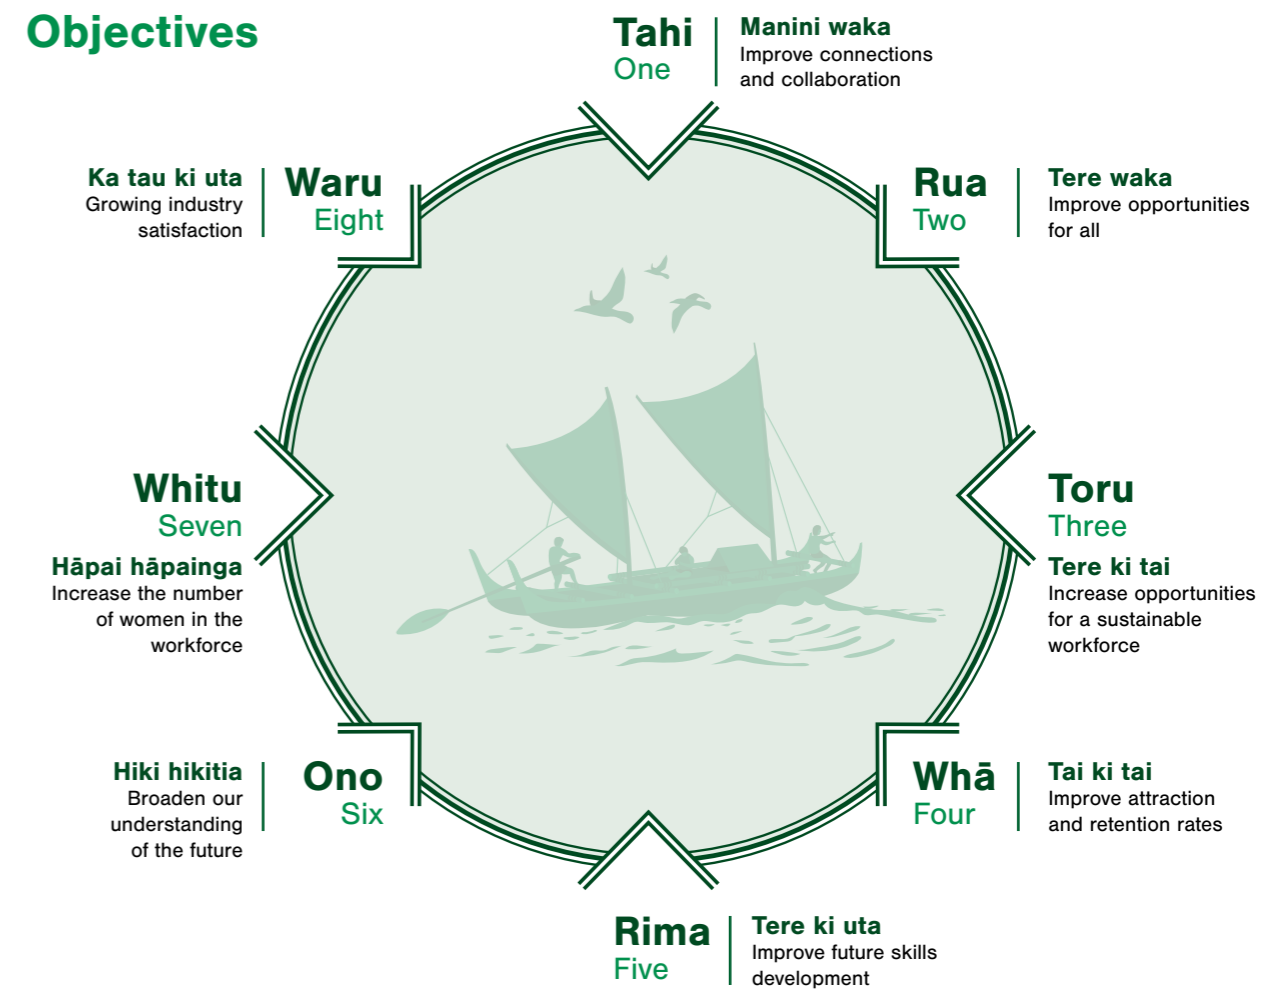 Objectives
Tahi
One
Manini waka
Improve connections
and collaboration
Rua
Two
Tere waka
Improve opportunities
for all
Toru
Three
Tere ki tai
Increase opportunities
for a sustainable
workforce
Whā
Four
Tai ki tai
Improve attraction
and retention rates
Rima
Five
Tere ki uta
Improve future skills
development
Ono
Six
Hiki hikitia
Broaden our
understanding
of the future
Whitu
Seven
Hāpai hāpainga
Increase the number
of women in the
workforce
Waru
Eight
Ka tau ki uta
Growing industry
satisfaction